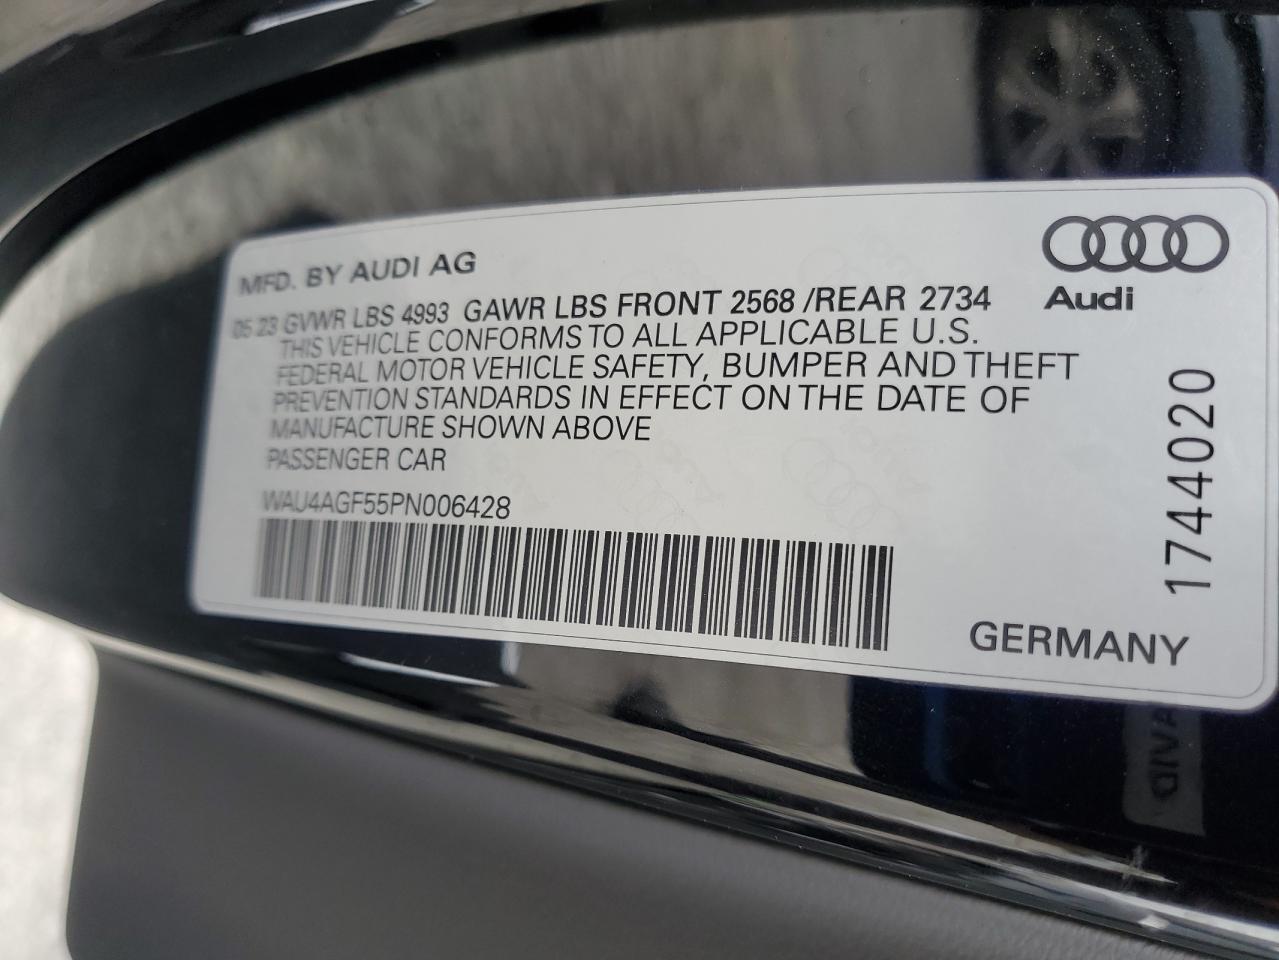 MFD. BY AUDI AG
Audi
05 23 GVWR LBS 4993 GAWR LBS FRONT 2568 /REAR 2734
THIS VEHICLE CONFORMS TO ALL APPLICABLE U.S.
FEDERAL MOTOR VEHICLE SAFETY, BUMPER AND THEFT
PREVENTION STANDARDS IN EFFECT ON THE DATE OF
MANUFACTURE SHOWN ABOVE
PASSENGER CAR
WAU4AGF55PN006428
1744020
GERMANY